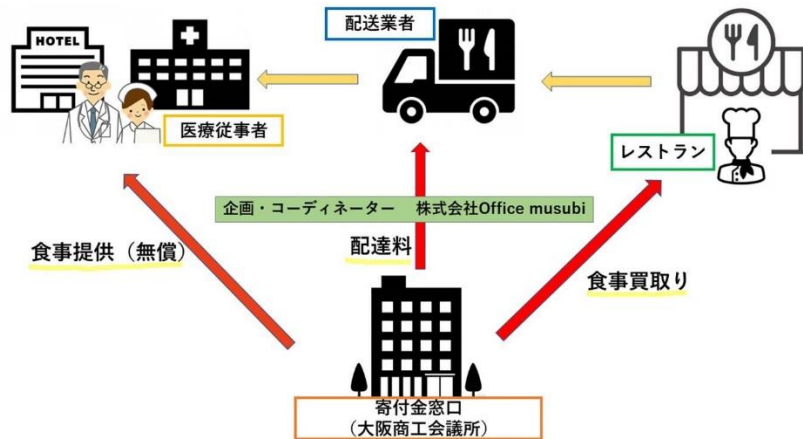 配送業者
HOTEL
医療従事者
レストラン
企画・コーディネーター　株式会社Office musubi
食事提供（無償）
配達料
食事買取り
寄付金窓口
（大阪商工会議所）